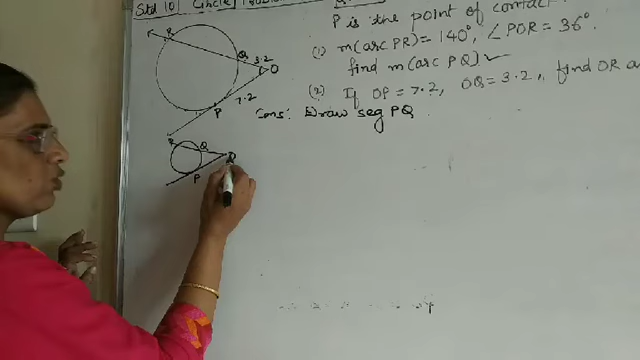 Std 10 Circle
P is the point of contact.
(1) m(arc PR) = 140°, ∠POR = 36°
find m(arc PQ) ✓
(2) If OP = 7.2, OQ = 3.2, find OR
Cons: Draw seg PQ
R
Q
3.2
O
7.2
P
Q
P